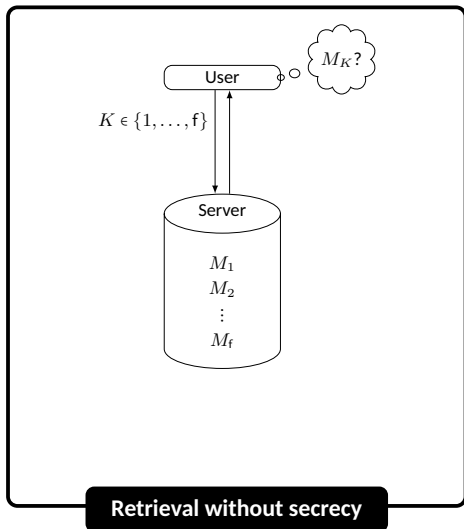 M_K?
User
K ∈ {1, . . . , f}
Server
M_1
M_2
⋮
M_f
Retrieval without secrecy